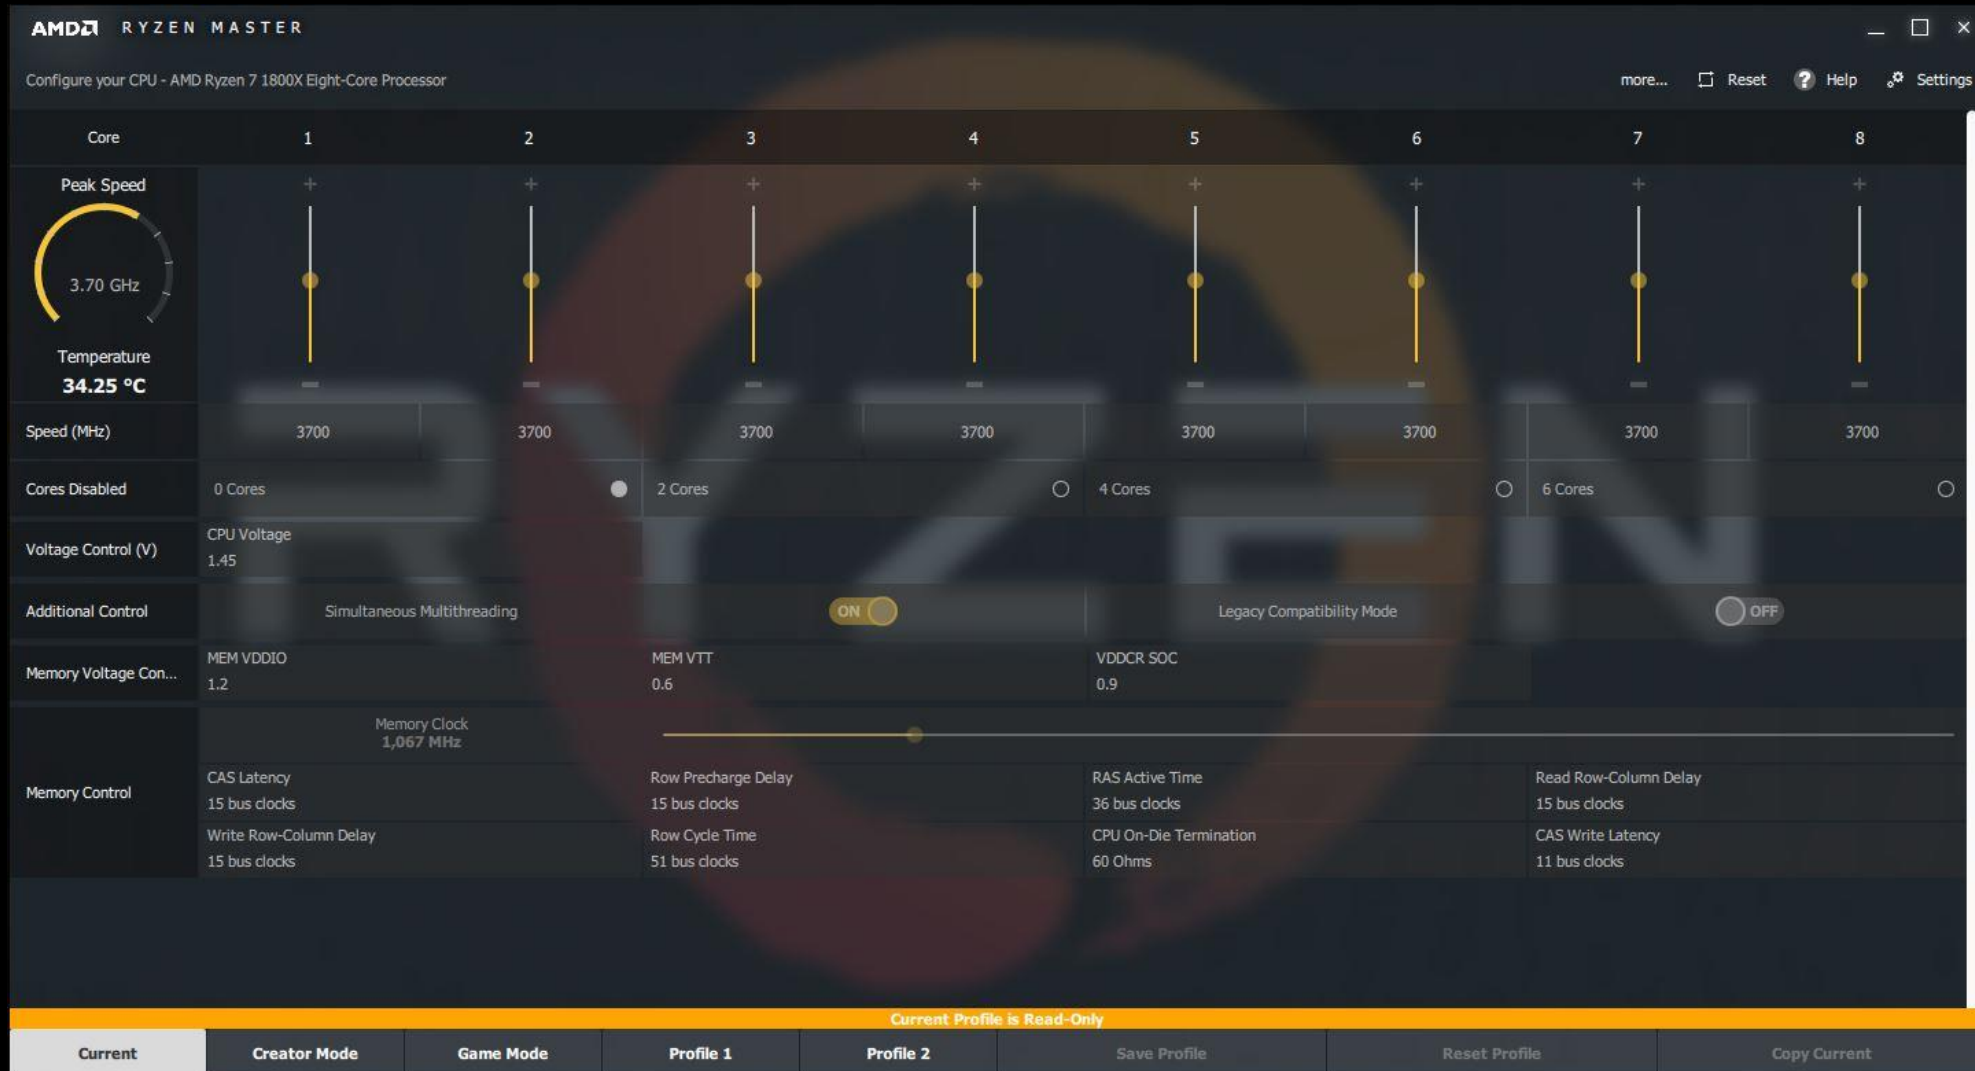 AMD RYZEN MASTER
Configure your CPU - AMD Ryzen 7 1800X Eight-Core Processor more... Reset ? Help Settings
Core 1 2 3 4 5 6 7 8
Peak Speed
3.70 GHz
Temperature
34.25 °C
Speed (MHz) 3700 3700 3700 3700 3700 3700 3700 3700
Cores Disabled 0 Cores 2 Cores 4 Cores 6 Cores
Voltage Control (V) CPU Voltage
1.45
Additional Control Simultaneous Multithreading ON Legacy Compatibility Mode OFF
Memory Voltage Con... MEM VDDIO MEM VTT VDDCR SOC
1.2 0.6 0.9
Memory Clock
1,067 MHz
Memory Control
CAS Latency Row Precharge Delay RAS Active Time Read Row-Column Delay
15 bus clocks 15 bus clocks 36 bus clocks 15 bus clocks
Write Row-Column Delay Row Cycle Time CPU On-Die Termination CAS Write Latency
15 bus clocks 51 bus clocks 60 Ohms 11 bus clocks
RYZEN
Current Profile is Read-Only
Current Creator Mode Game Mode Profile 1 Profile 2 Save Profile Reset Profile Copy Current